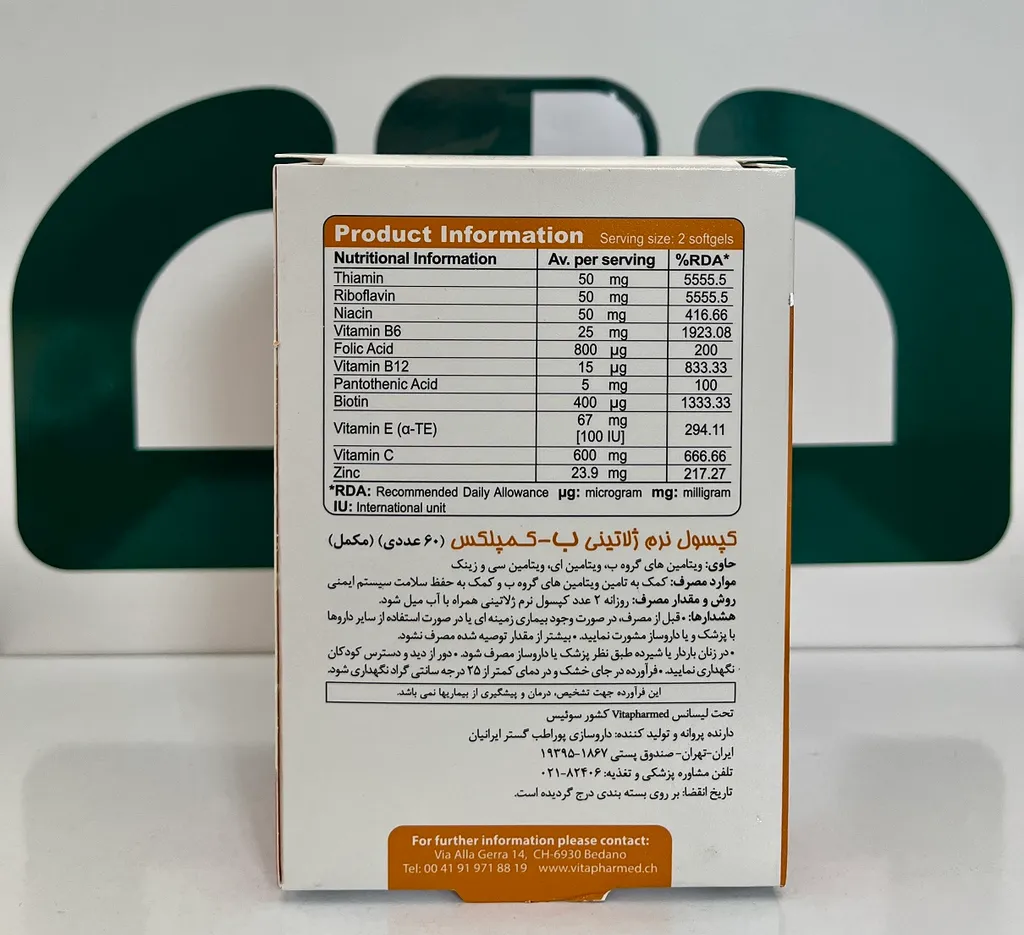 Product Information Serving size: 2 softgels
Nutritional Information Av. per serving %RDA*
Thiamin 50 mg 5555.5
Riboflavin 50 mg 5555.5
Niacin 50 mg 416.66
Vitamin B6 25 mg 1923.08
Folic Acid 800 µg 200
Vitamin B12 15 µg 833.33
Pantothenic Acid 5 mg 100
Biotin 400 µg 1333.33
Vitamin E (α-TE) 67 mg [100 IU] 294.11
Vitamin C 600 mg 666.66
Zinc 23.9 mg 217.27
*RDA: Recommended Daily Allowance µg: microgram mg: milligram
IU: International unit
کپسول نرم ژلاتینی ب-کمپلکس (۶۰ عددی) (مکمل)
حاوی: ویتامین های گروه ب، ویتامین ای، ویتامین سی و زینک
موارد مصرف: کمک به تامین ویتامین های گروه ب و کمک به حفظ سلامت سیستم ایمنی
روش و مقدار مصرف: روزانه ۲ عدد کپسول نرم ژلاتینی همراه با آب میل شود.
هشدارها: •قبل از مصرف، در صورت وجود بیماری زمینه ای یا در صورت استفاده از سایر داروها
با پزشک و یا داروساز مشورت نمایید. •بیشتر از مقدار توصیه شده مصرف نشود.
•در زنان باردار یا شیرده طبق نظر پزشک یا داروساز مصرف شود. •دور از دید و دسترس کودکان
نگهداری نمایید. •فرآورده در جای خشک و در دمای کمتر از ۲۵ درجه سانتی گراد نگهداری شود.
این فرآورده جهت تشخیص، درمان و پیشگیری از بیماریها نمی باشد.
تحت لیسانس Vitapharmed کشور سوئیس
دارنده پروانه و تولید کننده: داروسازی پوراطب گستر ایرانیان
ایران-تهران- صندوق پستی ۱۸۶۷-۱۹۳۹۵
تلفن مشاوره پزشکی و تغذیه: ۸۲۴۰۶-۰۲۱
تاریخ انقضا: بر روی بسته بندی درج گردیده است.
For further information please contact:
Via Alla Gerra 14, CH-6930 Bedano
Tel: 00 41 91 971 88 19 www.vitapharmed.ch